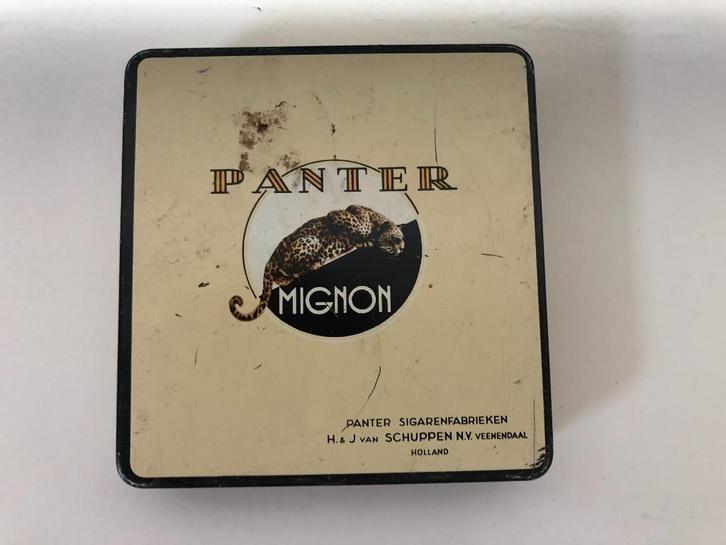 PANTER
MIGNON
PANTER SIGARENFABRIEKEN
H. & J VAN SCHUPPEN N.V. VEENENDAAL
HOLLAND